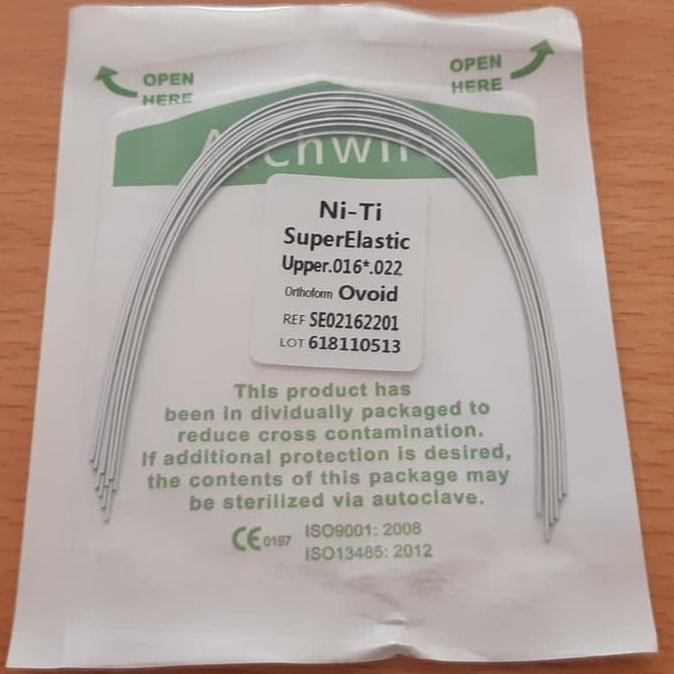 OPEN
HERE
OPEN
HERE
Ni-Ti
SuperElastic
Upper.016*.022
Orthoform Ovoid
REF SE02162201
LOT 618110513
This product has
been in dividually packaged to
reduce cross contamination.
If additional protection is desired,
the contents of this package may
be sterilized via autoclave.
CE 0197 ISO9001: 2008
ISO13485: 2012